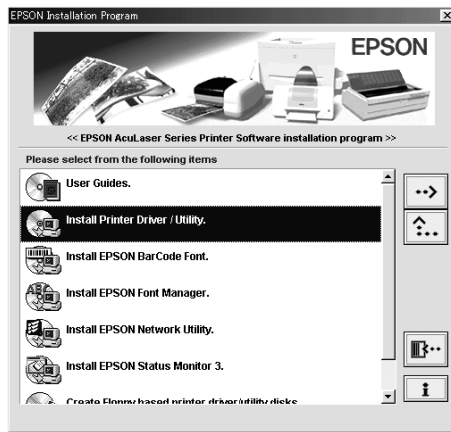 EPSON Installation Program
EPSON
<< EPSON AcuLaser Series Printer Software installation program >>
Please select from the following items
User Guides.
Install Printer Driver / Utility.
Install EPSON BarCode Font.
Install EPSON Font Manager.
Install EPSON Network Utility.
Install EPSON Status Monitor 3.
Create Floppy based printer driver/utility disks